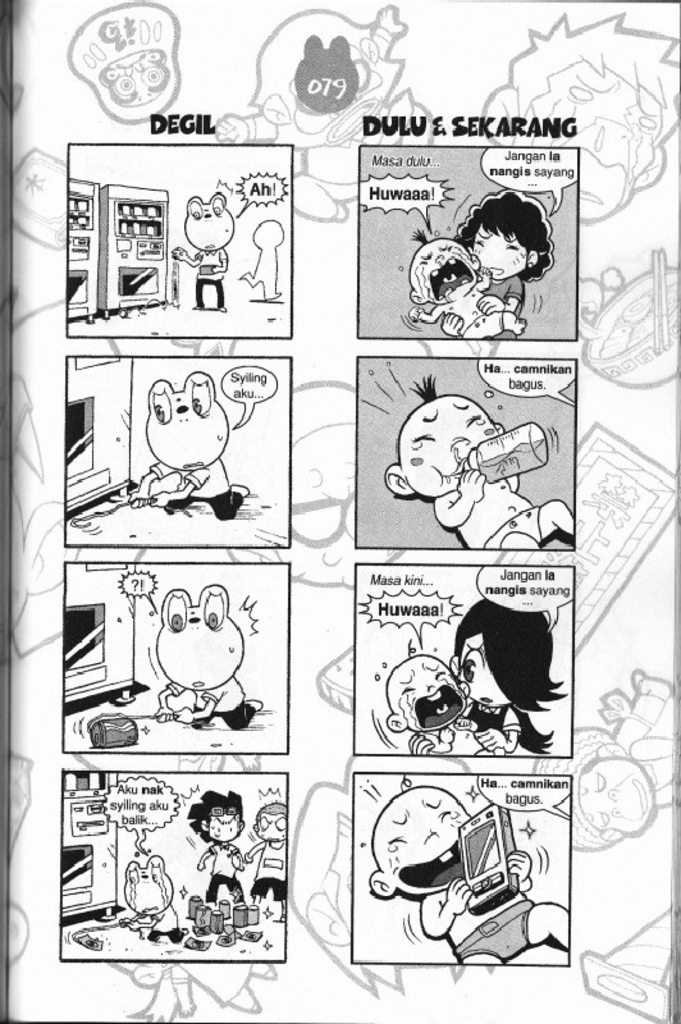 079
DEGIL
Ah!
Syiling
aku...
?!
Aku nak
syiling aku
balik...
DULU & SEKARANG
Masa dulu...
Jangan la
nangis sayang
...
Huwaaa!
Ha... camnikan
bagus.
Masa kini...
Jangan la
nangis sayang
....
Huwaaa!
Ha... camnikan
bagus.